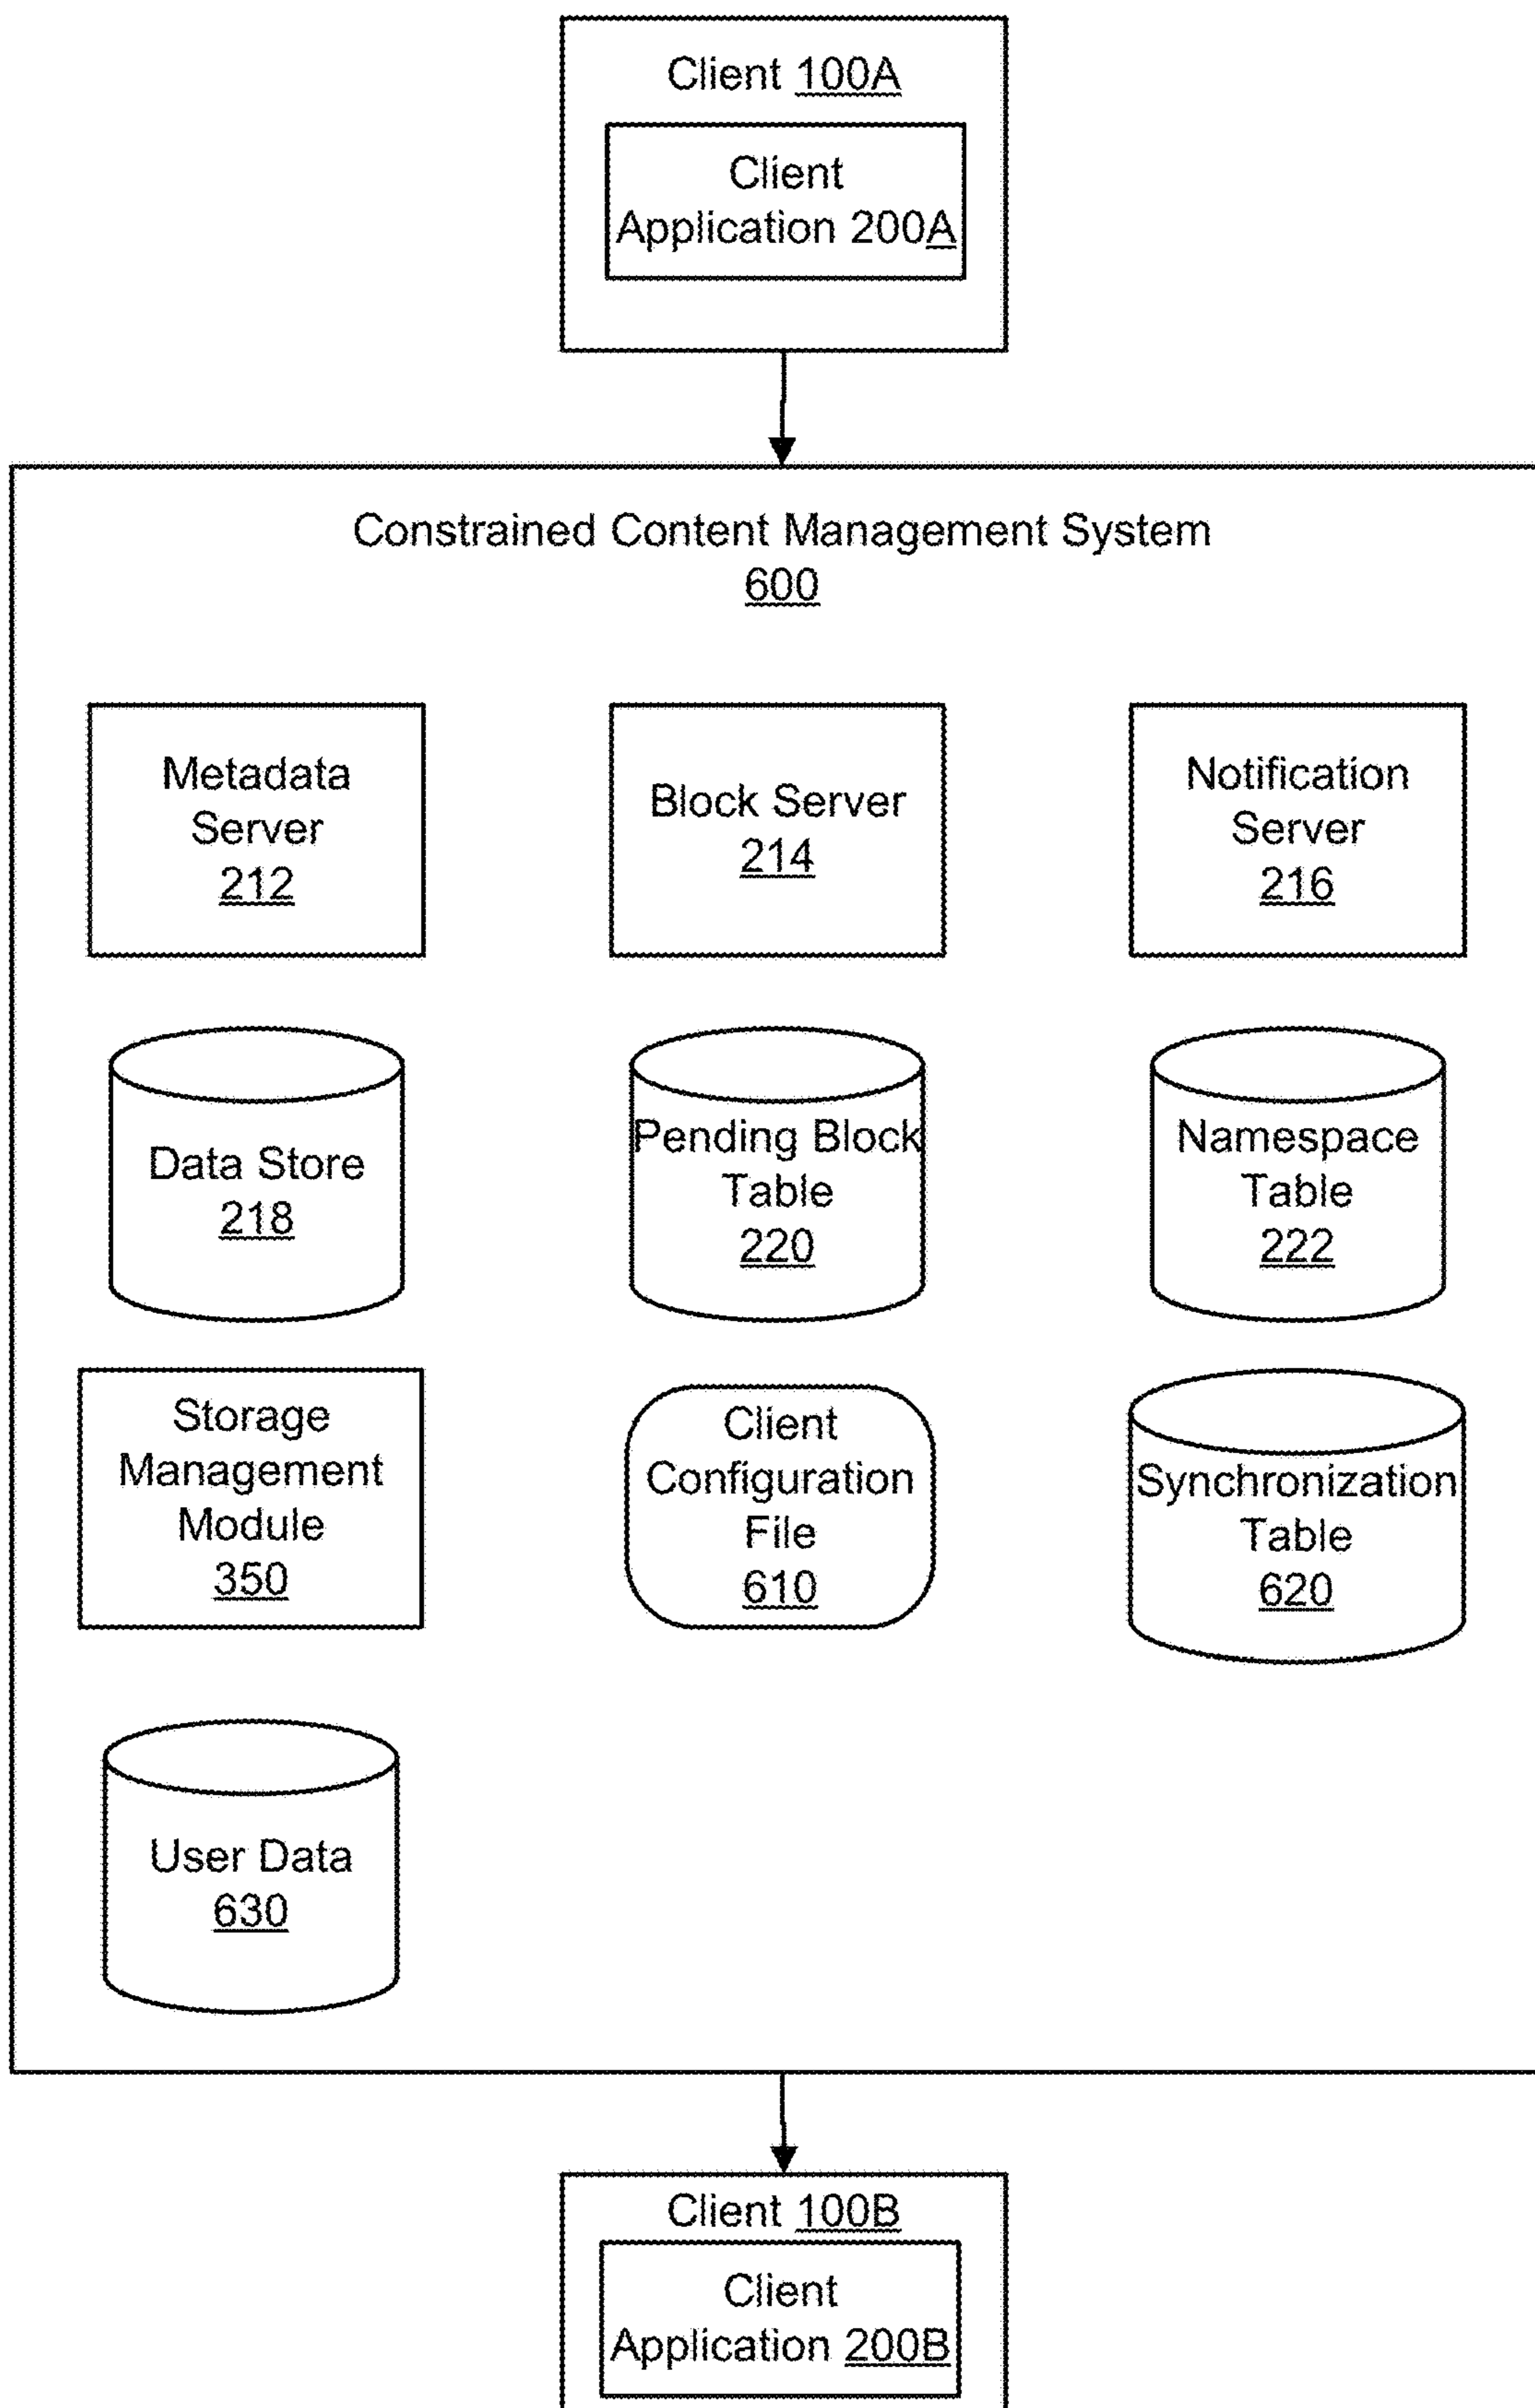 Client 100A
Client
Application 200A
Constrained Content Management System
600
Metadata
Server
212
Block Server
214
Notification
Server
216
Data Store
218
Pending Block
Table
220
Namespace
Table
222
Storage
Management
Module
350
Client
Configuration
File
610
Synchronization
Table
620
User Data
630
Client 100B
Client
Application 200B